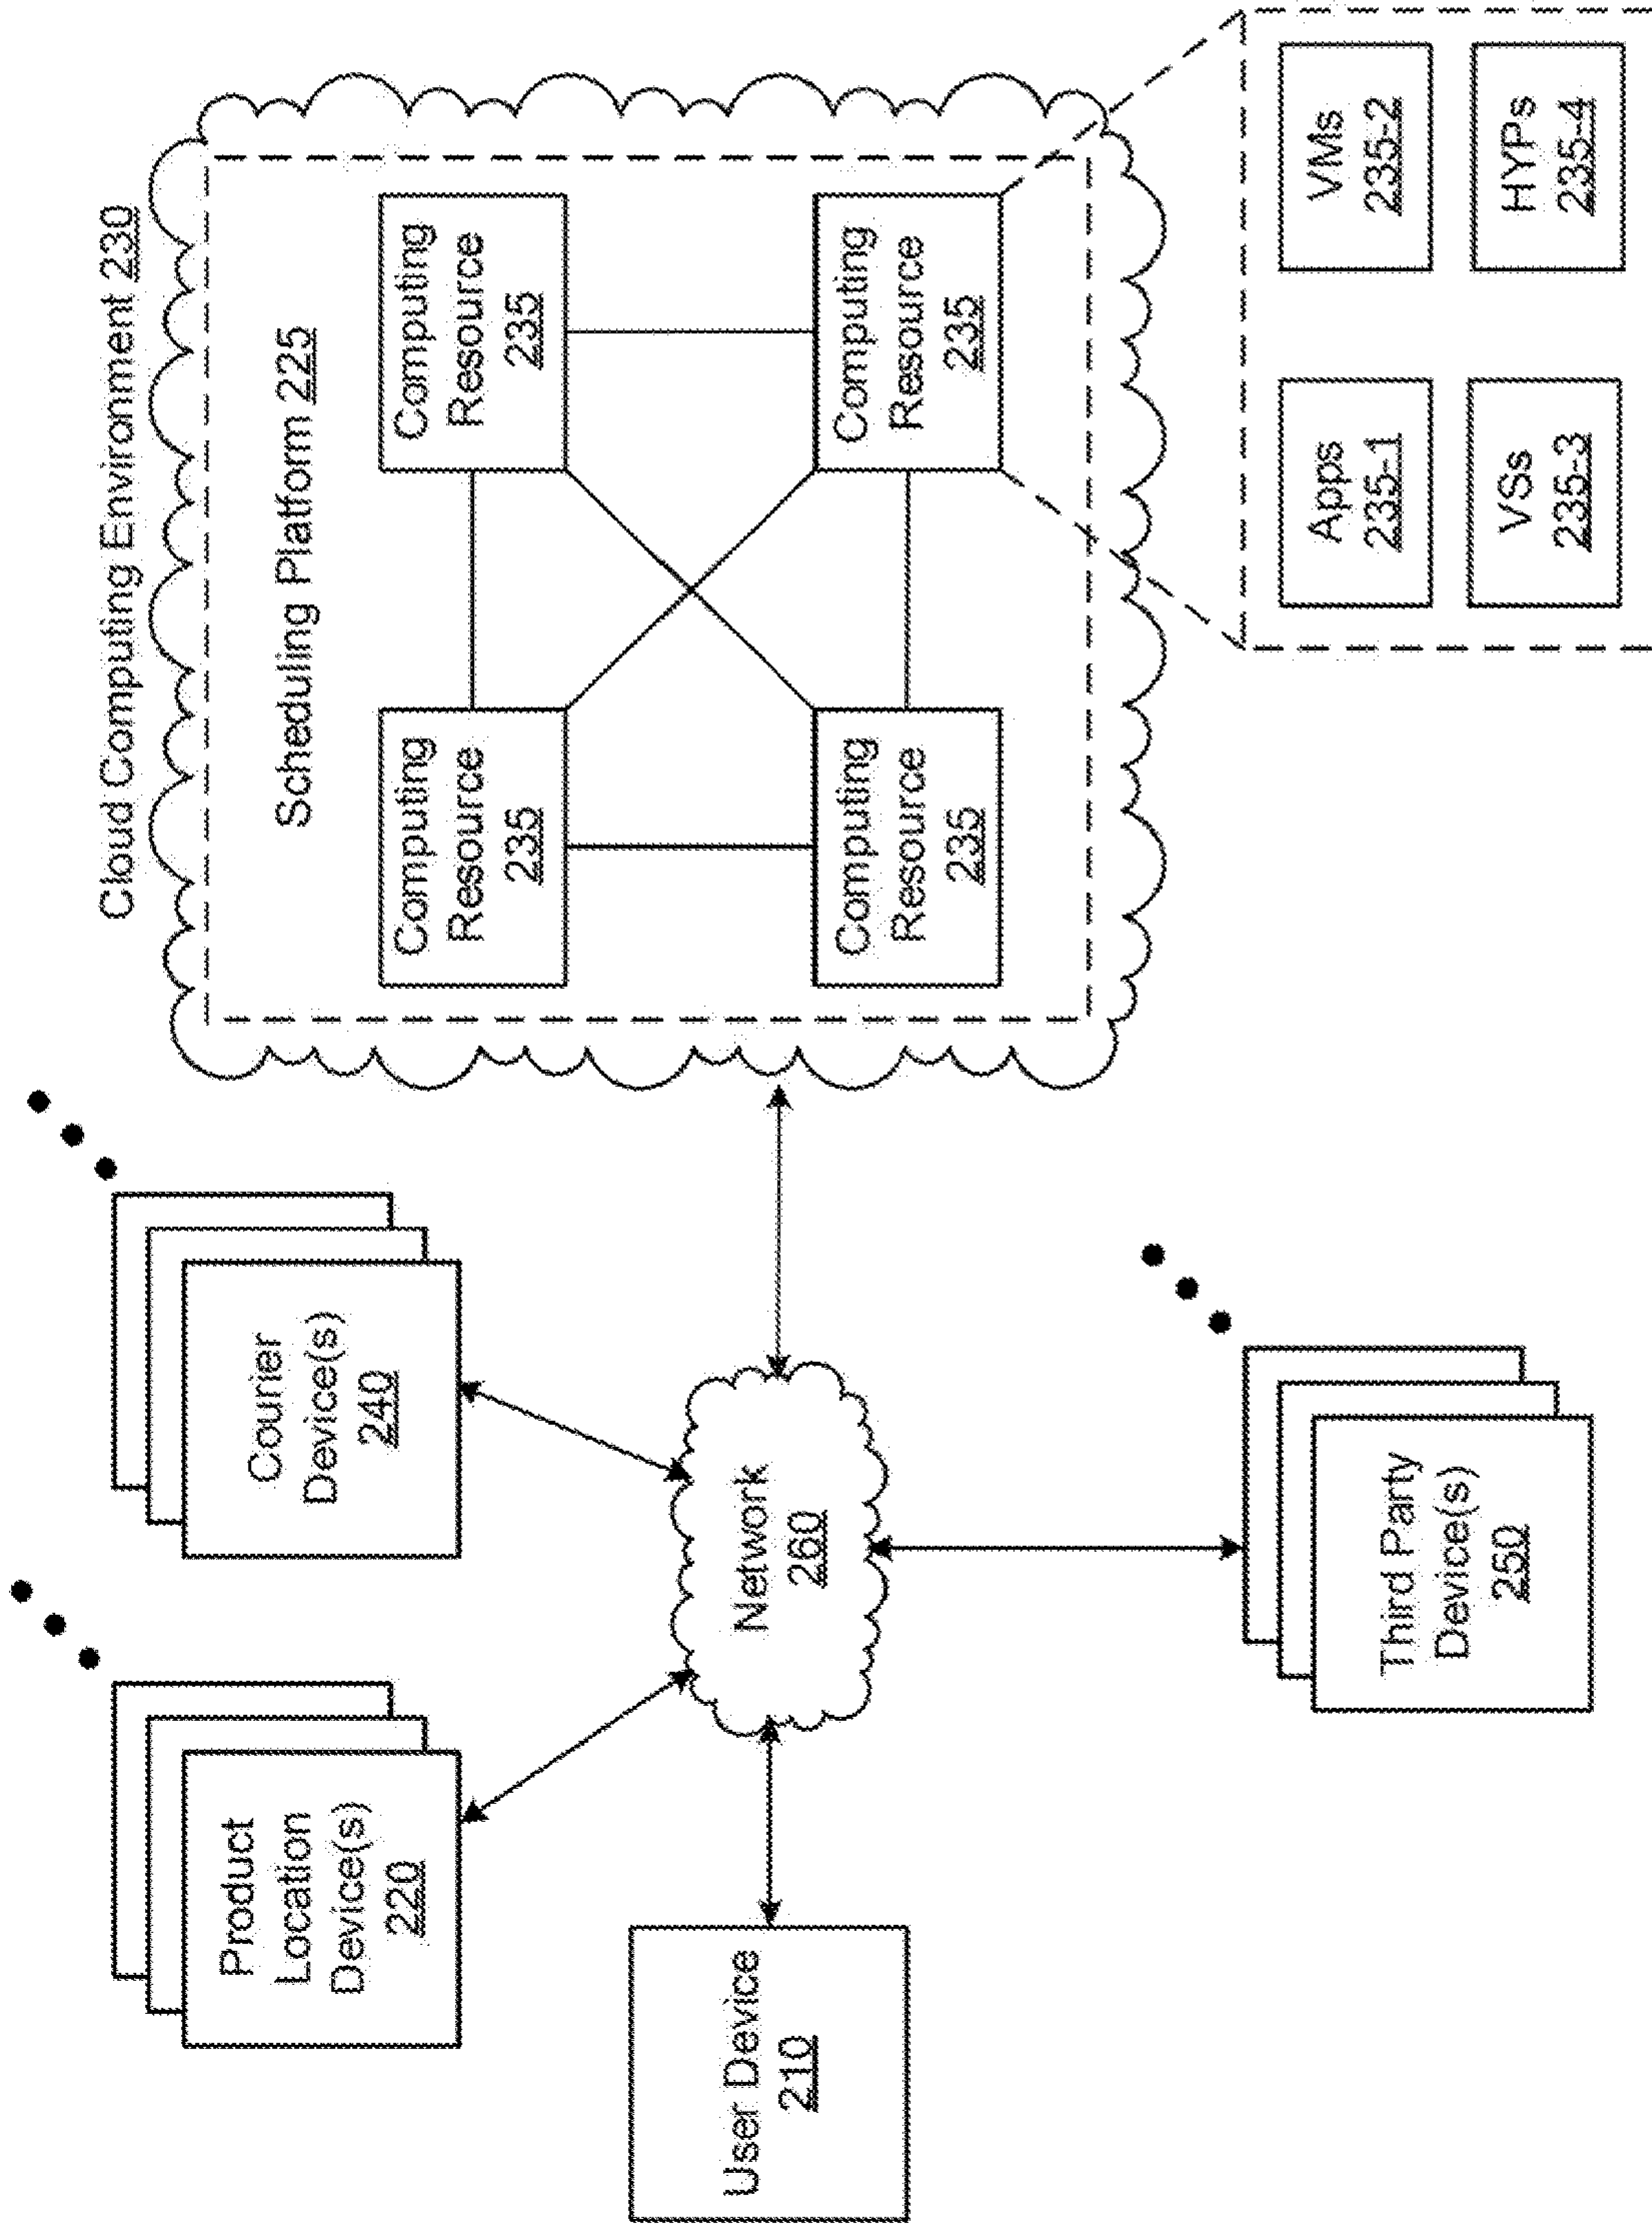 Cloud Computing Environment 230
Scheduling Platform 225
Computing
Resource
235
Computing
Resource
235
Computing
Resource
235
Computing
Resource
235
Product
Location
Device(s)
220
Courier
Device(s)
240
User Device
210
Network
260
Third Party
Device(s)
250
Apps
235-1
VMs
235-2
VSs
235-3
HYPs
235-4